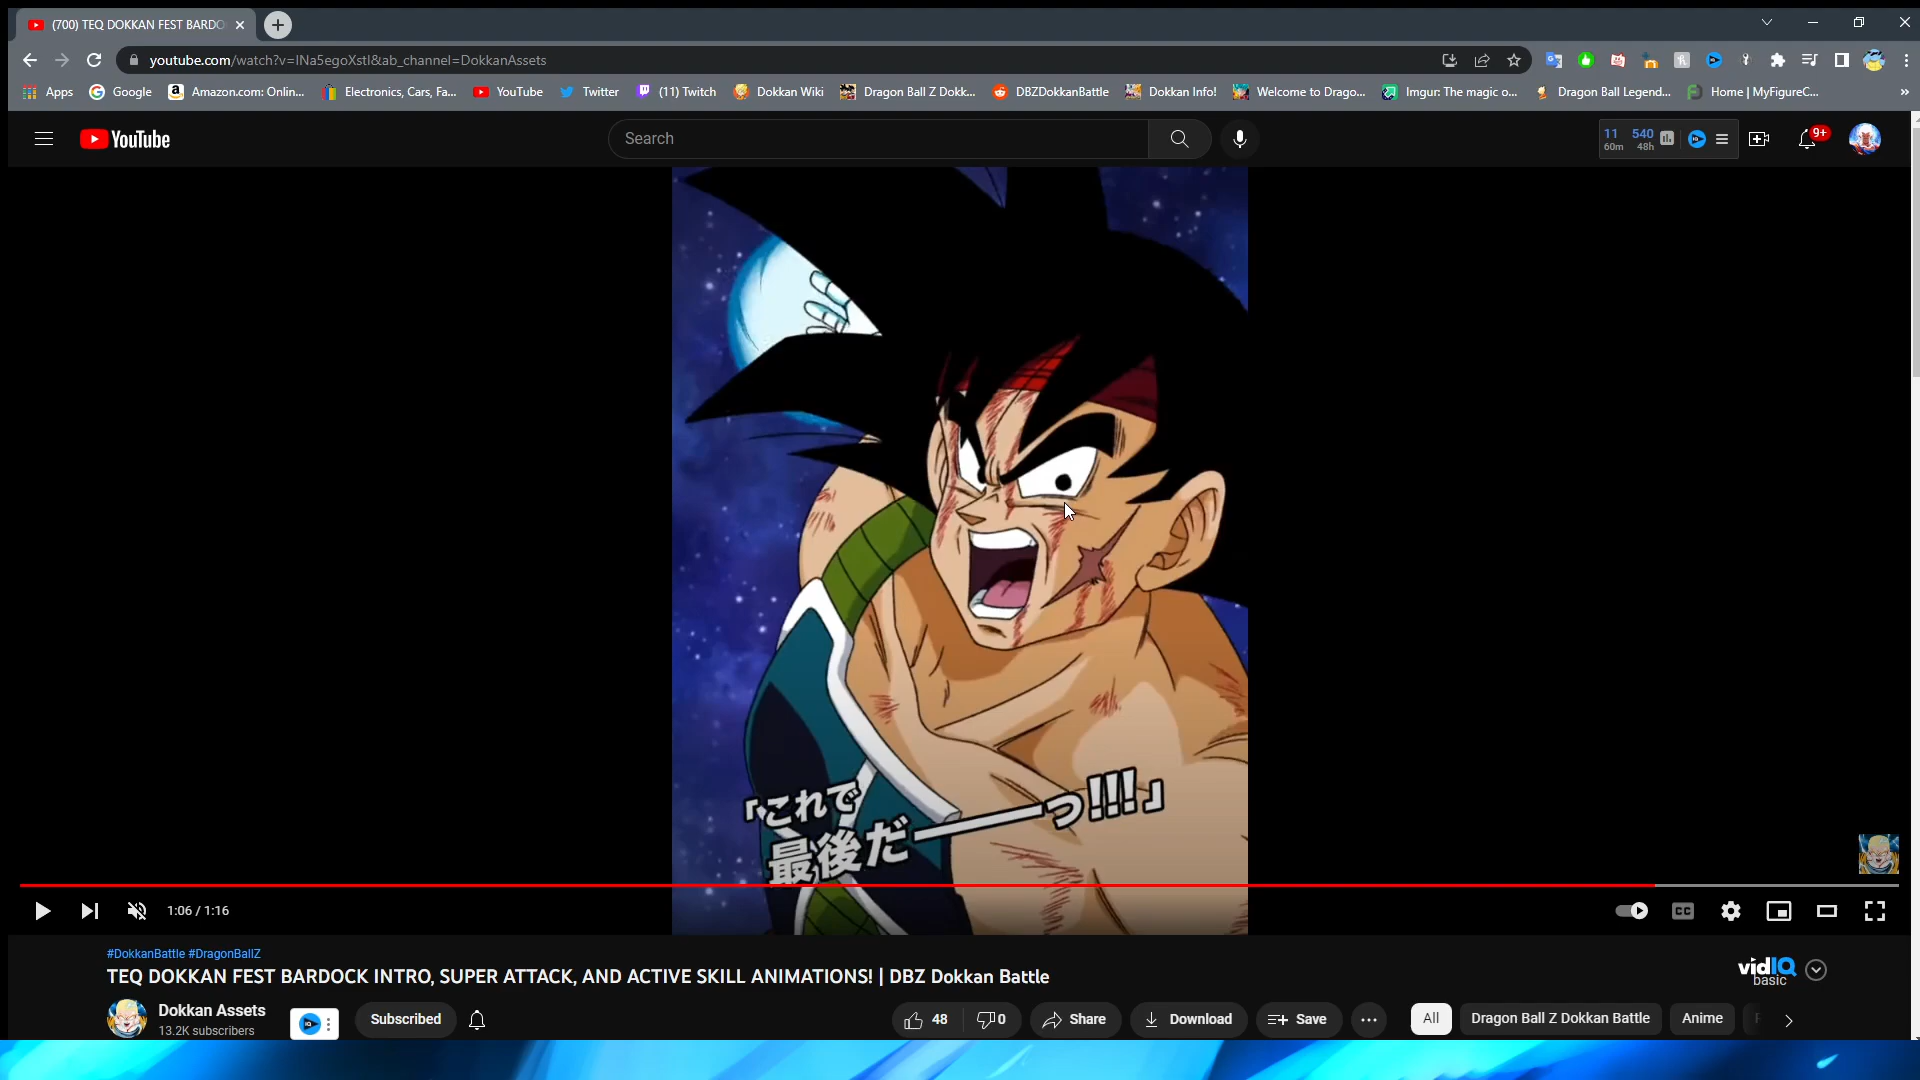 (700) TEQ DOKKAN FEST BARDO
youtube.com/watch?v=INa5egoXstI&ab_channel=DokkanAssets
Apps Google Amazon.com: Onlin... Electronics, Cars, Fa... YouTube Twitter (11) Twitch Dokkan Wiki Dragon Ball Z Dokk... DBZDokkanBattle Dokkan Info! Welcome to Drago... Imgur: The magic o... Dragon Ball Legend... Home | MyFigureC... »
YouTube
Search
11 540
60m 48h
9+
「これで
最後だーーーっ!!!」
1:06 / 1:16
CC
#DokkanBattle #DragonBallZ
TEQ DOKKAN FEST BARDOCK INTRO, SUPER ATTACK, AND ACTIVE SKILL ANIMATIONS! | DBZ Dokkan Battle
vidIQ
basic
Dokkan Assets
13.2K subscribers
Subscribed
48 0 Share Download Save ...
All Dragon Ball Z Dokkan Battle Anime